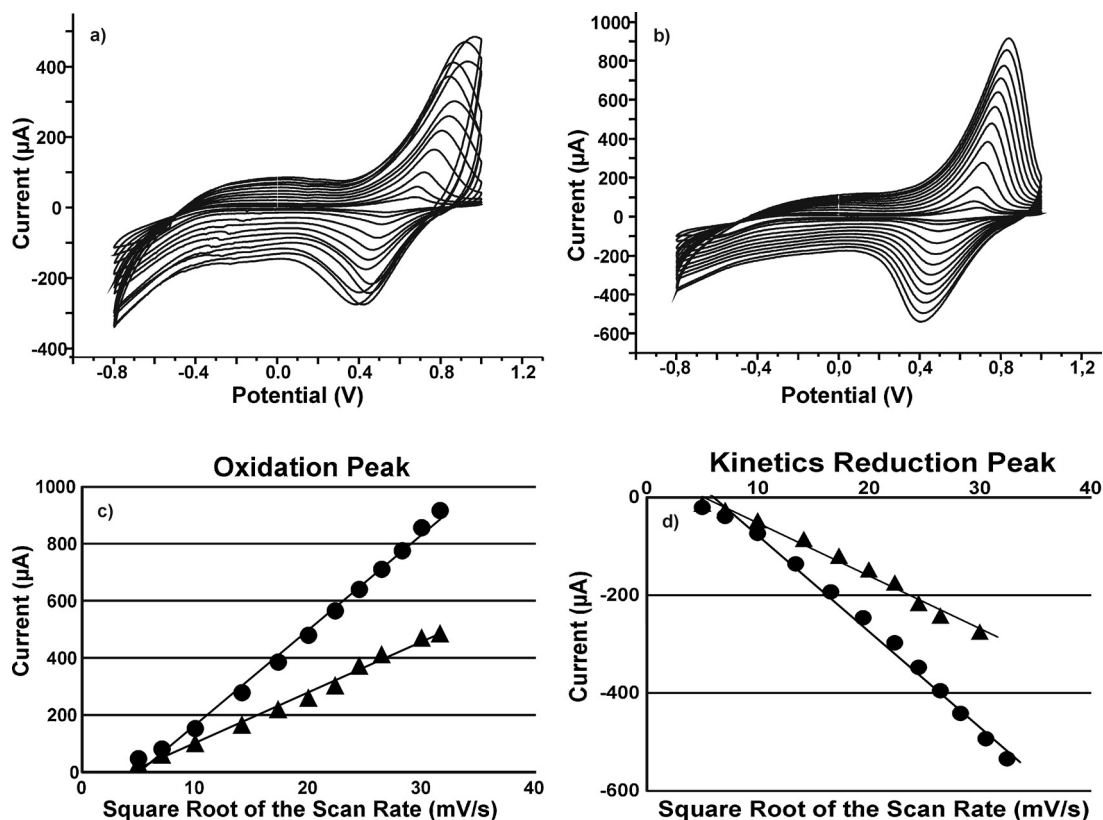 a)
400
200
0
-200
-400
Current (µA)
-0.8 -0.4 0.0 0.4 0.8 1.2
Potential (V)
b)
1000
800
600
400
200
0
-200
-400
-600
Current (µA)
-0,8 -0,4 0,0 0,4 0,8 1,2
Potential (V)
Oxidation Peak
c)
1000
800
600
400
200
0
Current (µA)
0 10 20 30 40
Square Root of the Scan Rate (mV/s)
Kinetics Reduction Peak
0 10 20 30 40
d)
0
-200
-400
-600
Current (µA)
Square Root of the Scan Rate (mV/s)